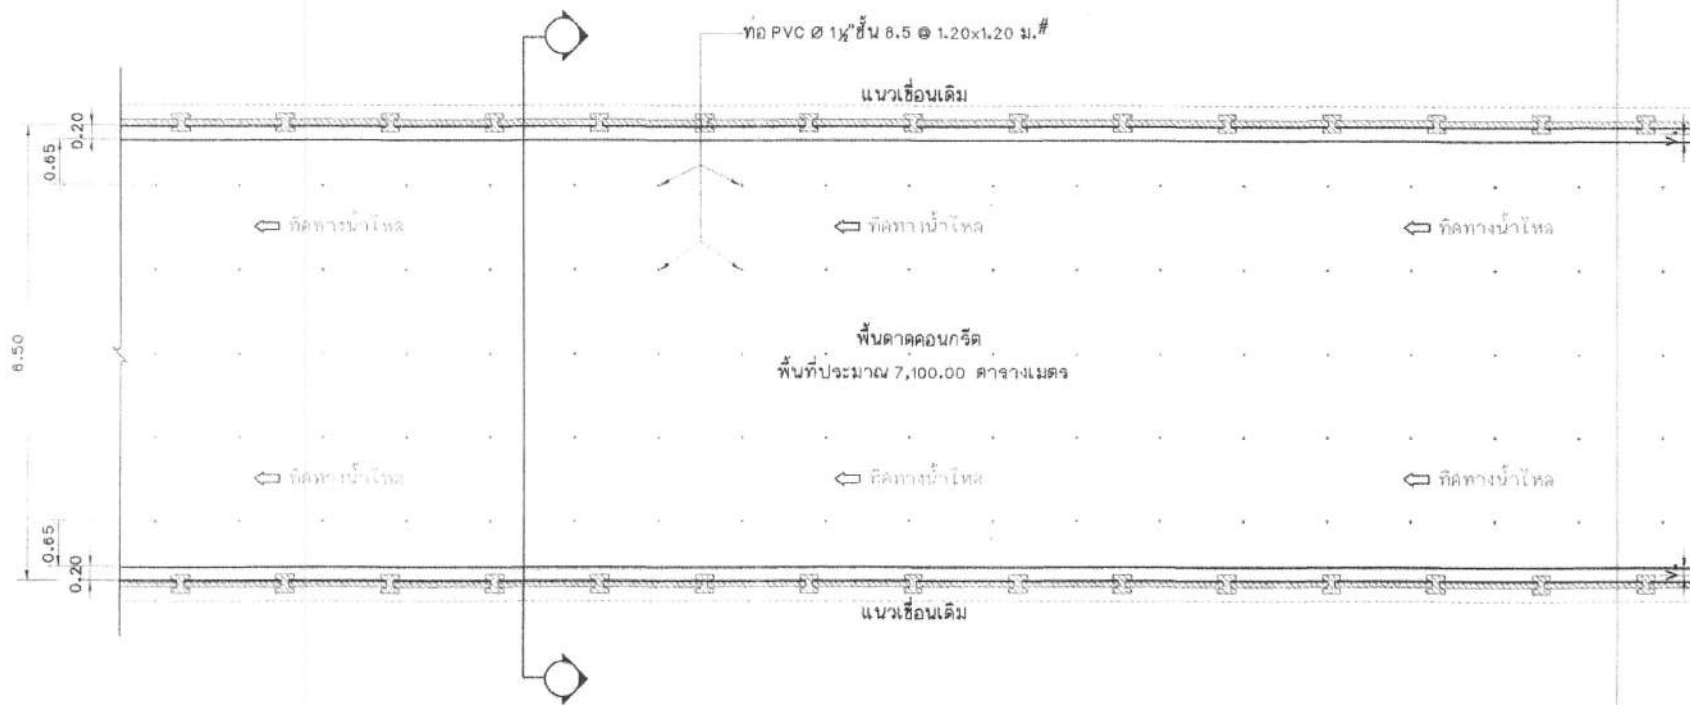 ท่อ PVC Ø 1½" ชั้น 8.5 @ 1.20x1.20 ม.#
แนวเขื่อนเดิม
0.20
0.65
ทิศทางน้ำไหล ทิศทางน้ำไหล ทิศทางน้ำไหล
6.50
พื้นดาดคอนกรีต
พื้นที่ประมาณ 7,100.00 ตารางเมตร
ทิศทางน้ำไหล ทิศทางน้ำไหล ทิศทางน้ำไหล
0.65
0.20
แนวเขื่อนเดิม